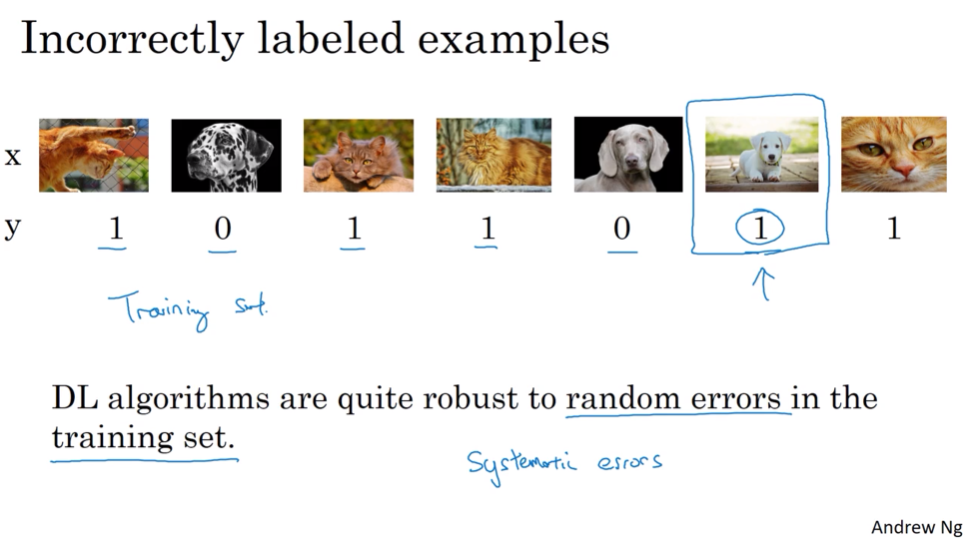 Incorrectly labeled examples
x
y 1 0 1 1 0 1 1
Training set.
DL algorithms are quite robust to random errors in the
training set.
Systematic errors
Andrew Ng